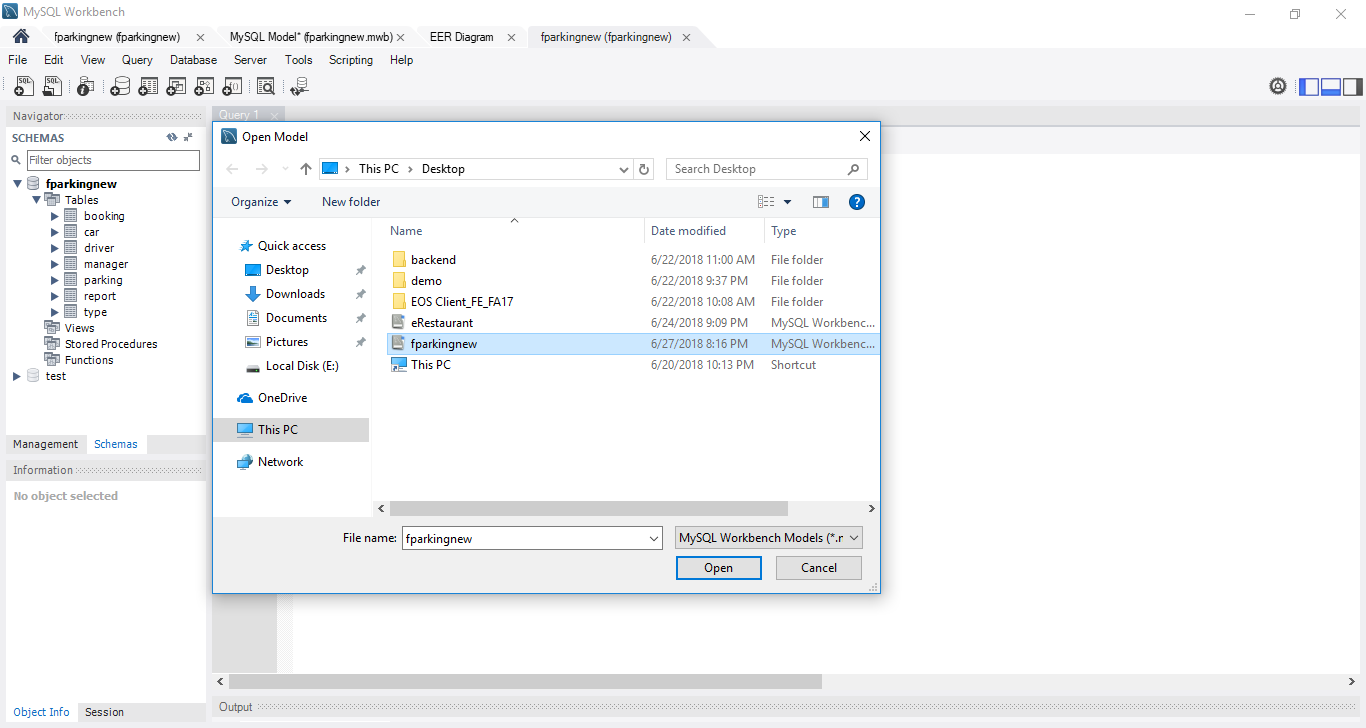 MySQL Workbench
fparkingnew (fparkingnew)
MySQL Model* (fparkingnew.mwb)
EER Diagram
fparkingnew (fparkingnew)
File Edit View Query Database Server Tools Scripting Help
Navigator
SCHEMAS
Filter objects
fparkingnew
Tables
booking
car
driver
manager
parking
report
type
Views
Stored Procedures
Functions
test
Management Schemas
Information
No object selected
Object Info Session
Query 1
Open Model
This PC > Desktop
Search Desktop
Organize New folder
Quick access
Desktop
Downloads
Documents
Pictures
Local Disk (E:)
OneDrive
This PC
Network
Name Date modified Type
backend 6/22/2018 11:00 AM File folder
demo 6/22/2018 9:37 PM File folder
EOS Client_FE_FA17 6/22/2018 10:08 AM File folder
eRestaurant 6/24/2018 9:09 PM MySQL Workbenc...
fparkingnew 6/27/2018 8:16 PM MySQL Workbenc...
This PC 6/20/2018 10:13 PM Shortcut
File name: fparkingnew
MySQL Workbench Models (*.r
Open Cancel
Output